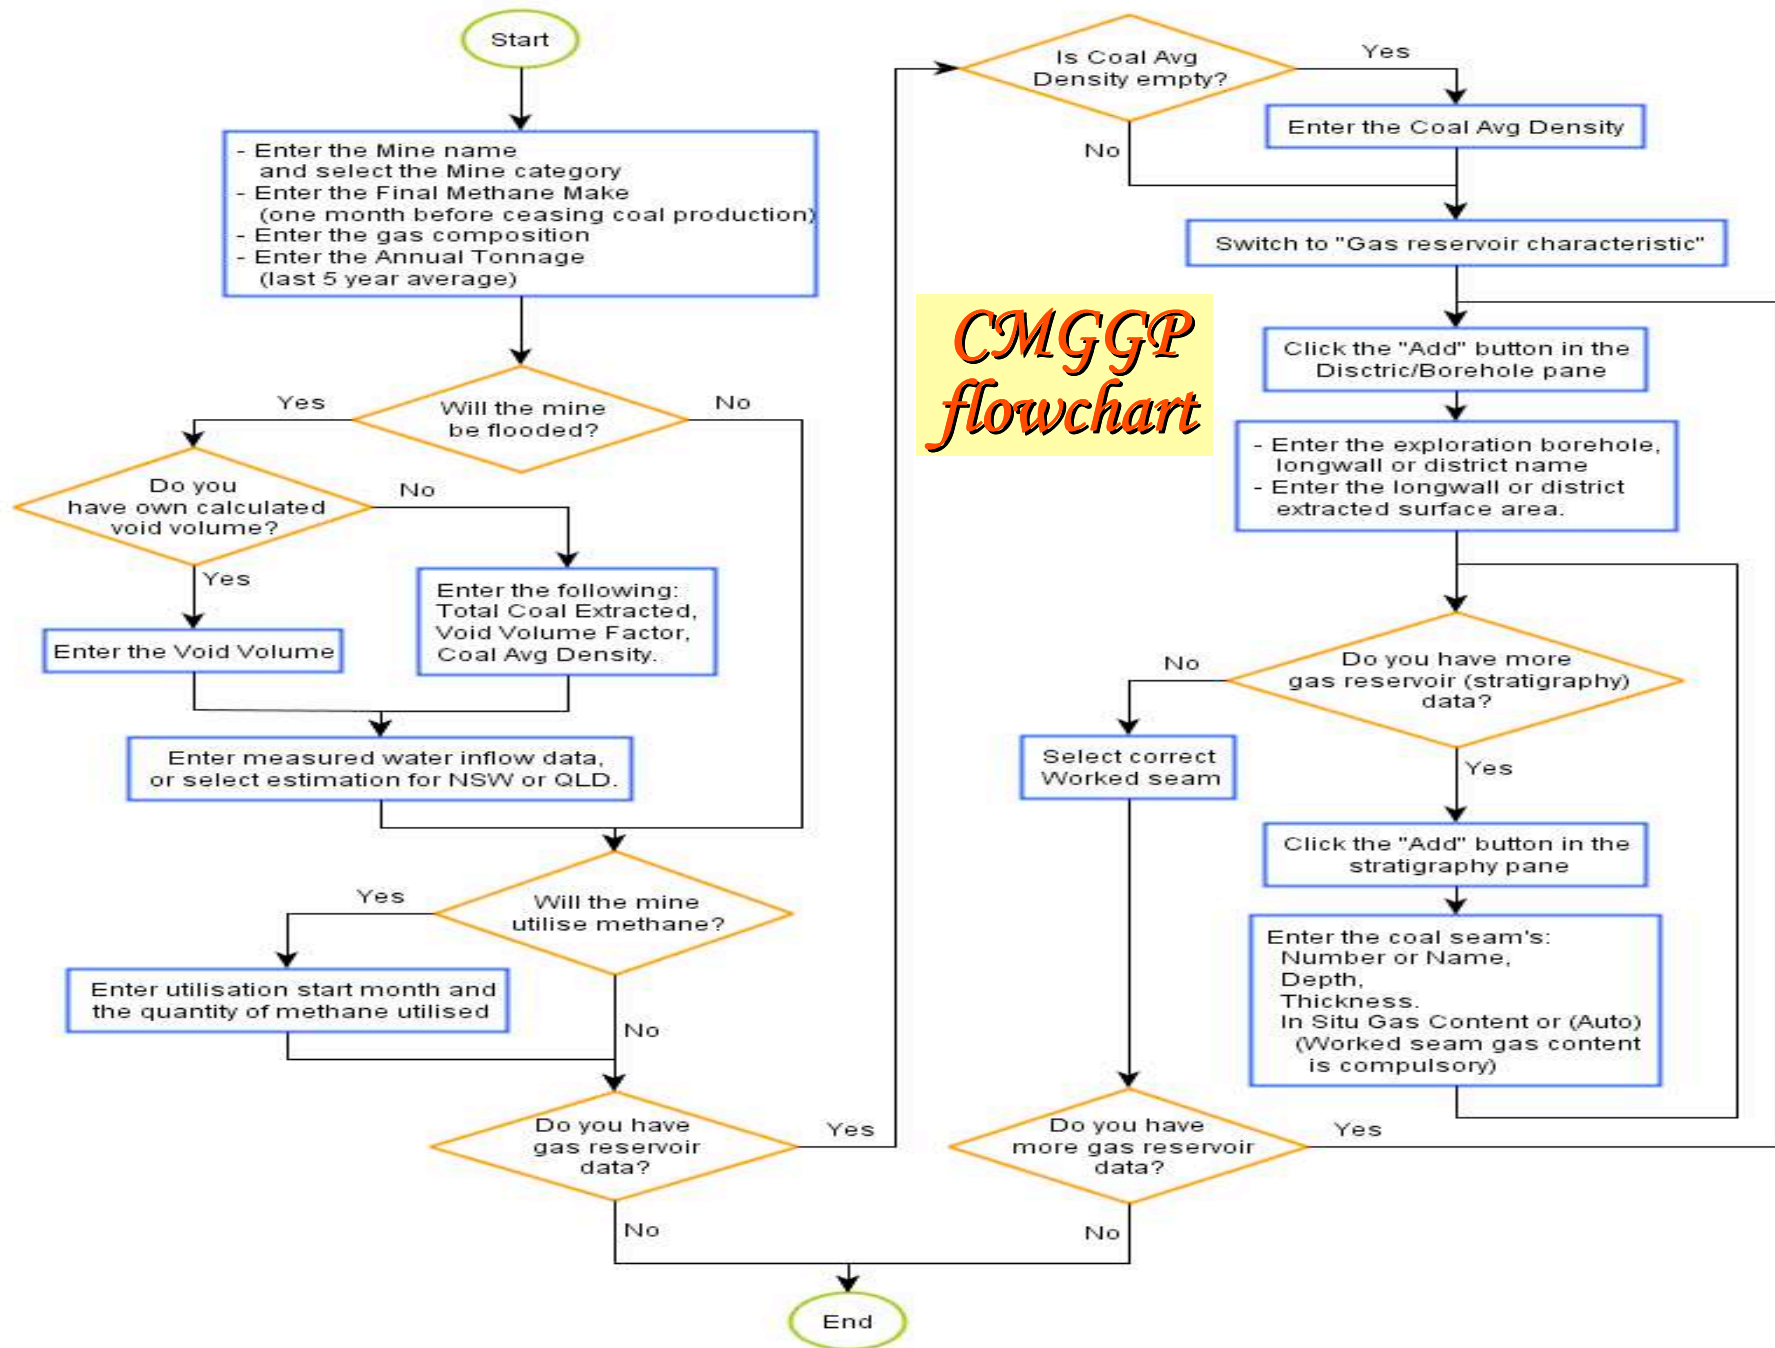 Start
- Enter the Mine name
and select the Mine category
- Enter the Final Methane Make
(one month before ceasing coal production)
- Enter the gas composition
- Enter the Annual Tonnage
(last 5 year average)
Will the mine
be flooded?
Yes
No
Do you
have own calculated
void volume?
No
Yes
Enter the Void Volume
Enter the following:
Total Coal Extracted,
Void Volume Factor,
Coal Avg Density.
Enter measured water inflow data,
or select estimation for NSW or QLD.
Will the mine
utilise methane?
Yes
No
Enter utilisation start month and
the quantity of methane utilised
Do you have
gas reservoir
data?
Yes
No
CMGGP
flowchart
Is Coal Avg
Density empty?
Yes
No
Enter the Coal Avg Density
Switch to "Gas reservoir characteristic"
Click the "Add" button in the
Disctric/Borehole pane
- Enter the exploration borehole,
longwall or district name
- Enter the longwall or district
extracted surface area.
Do you have more
gas reservoir (stratigraphy)
data?
No
Yes
Select correct
Worked seam
Click the "Add" button in the
stratigraphy pane
Enter the coal seam's:
Number or Name,
Depth,
Thickness.
In Situ Gas Content or (Auto)
(Worked seam gas content
is compulsory)
Do you have
more gas reservoir
data?
Yes
No
End